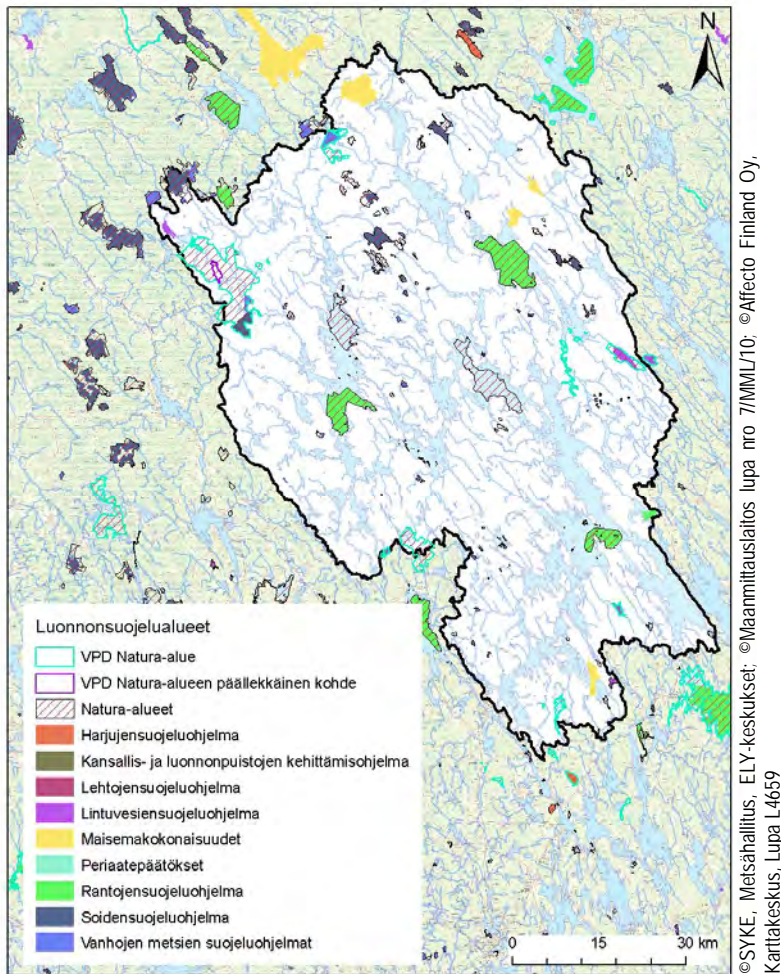 N
Luonnonsuojelualueet
VPD Natura-alue
VPD Natura-alueen päällekkäinen kohde
Natura-alueet
Harjujensuojeluohjelma
Kansallis- ja luonnonpuistojen kehittämisohjelma
Lehtojensuojeluohjelma
Lintuvesiensuojeluohjelma
Maisemakokonaisuudet
Periaatepäätökset
Rantojensuojeluohjelma
Soidensuojeluohjelma
Vanhojen metsien suojeluohjelmat
0 15 30 km
©SYKE, Metsähallitus, ELY-keskukset; ©Maanmittauslaitos lupa nro 7/MML/10; ©Affecto Finland Oy,
Karttakeskus, Lupa L4659